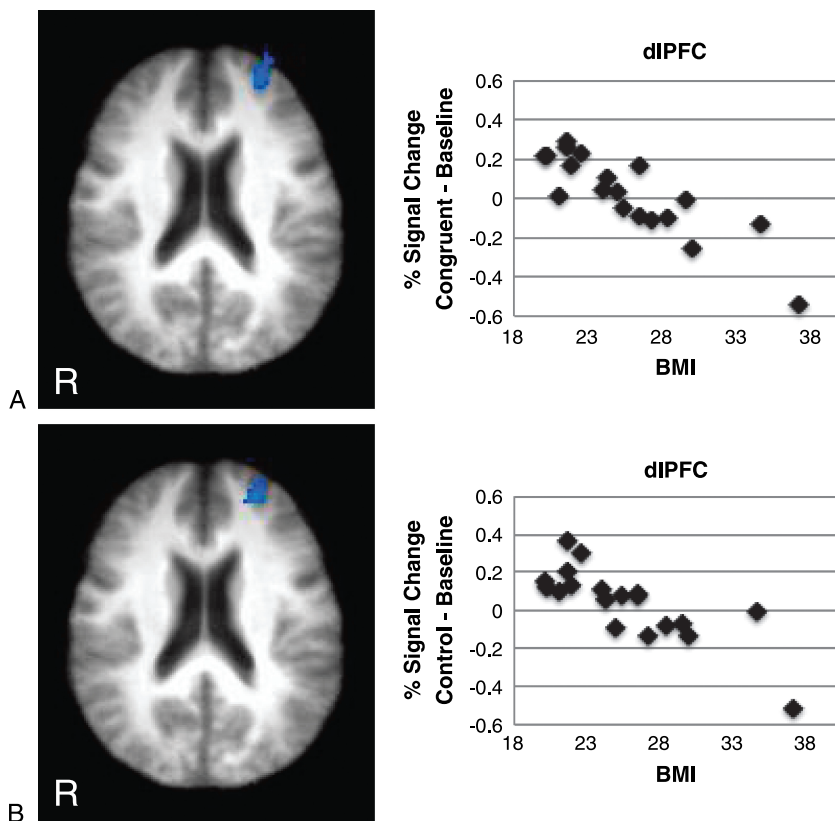 R
A
dlPFC
% Signal Change
Congruent - Baseline
0.6
0.4
0.2
0
-0.2
-0.4
-0.6
18 23 28 33 38
BMI
R
B
dlPFC
% Signal Change
Control - Baseline
0.6
0.4
0.2
0
-0.2
-0.4
-0.6
18 23 28 33 38
BMI